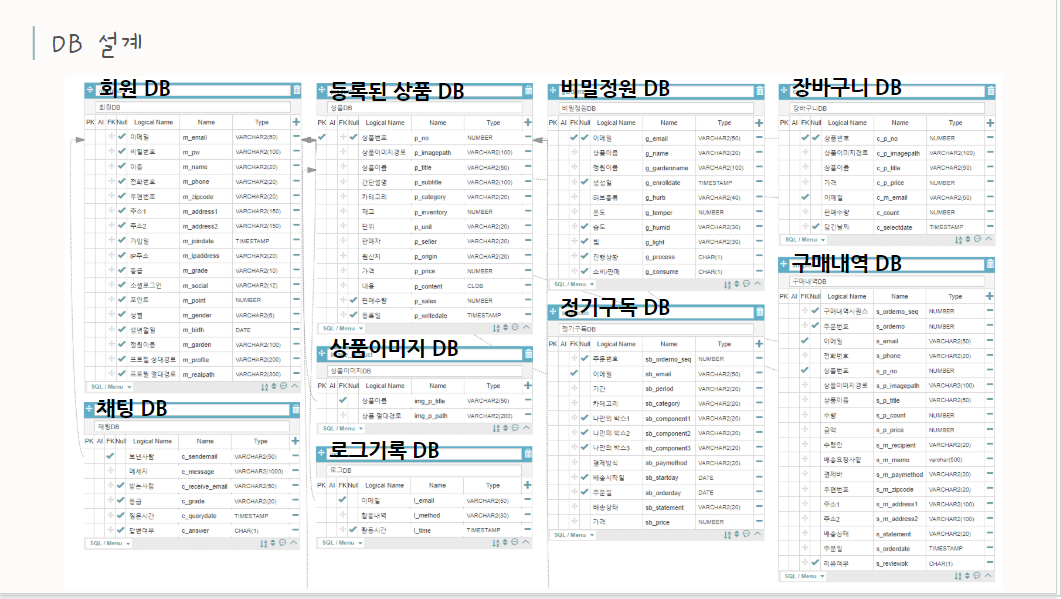 DB 설계
회원 DB
회원DB
PK AI FK Null Logical Name Name Type
이메일 m_email VARCHAR2(50)
비밀번호 m_pw VARCHAR2(100)
이름 m_name VARCHAR2(20)
전화번호 m_phone VARCHAR2(20)
우편번호 m_zipcode VARCHAR2(20)
주소1 m_address1 VARCHAR2(150)
주소2 m_address2 VARCHAR2(150)
가입일 m_joindate TIMESTAMP
IP주소 m_ipaddress VARCHAR2(20)
등급 m_grade VARCHAR2(10)
소셜로그인 m_social VARCHAR2(12)
포인트 m_point NUMBER
성별 m_gender VARCHAR2(6)
생년월일 m_birth DATE
정원이름 m_garden VARCHAR2(100)
프로필 상대경로 m_profile VARCHAR2(200)
프로필 절대경로 m_realpath VARCHAR2(300)
SQL / Menu
채팅 DB
채팅DB
PK AI FK Null Logical Name Name Type
보낸사람 c_sendemail VARCHAR2(50)
메세지 c_message VARCHAR2(1000)
받는사람 c_receive_email VARCHAR2(50)
등급 c_grade VARCHAR2(20)
질문시간 c_querydate TIMESTAMP
답변여부 c_answer CHAR(1)
SQL / Menu
등록된 상품 DB
상품DB
PK AI FK Null Logical Name Name Type
상품번호 p_no NUMBER
상품이미지경로 p_imagepath VARCHAR2(100)
상품이름 p_title VARCHAR2(50)
간단설명 p_subtitle VARCHAR2(100)
카테고리 p_category VARCHAR2(20)
재고 p_inventory NUMBER
단위 p_unit VARCHAR2(20)
판매자 p_seller VARCHAR2(20)
원산지 p_origin VARCHAR2(20)
가격 p_price NUMBER
내용 p_content CLOB
판매수량 p_sales NUMBER
등록일 p_writedate TIMESTAMP
SQL / Menu
상품이미지 DB
상품이미지DB
PK AI FK Null Logical Name Name Type
상품이름 img_p_title VARCHAR2(50)
상품 절대경로 img_p_path VARCHAR2(200)
SQL / Menu
로그기록 DB
로그DB
PK AI FK Null Logical Name Name Type
이메일 l_email VARCHAR2(50)
활동내역 l_method VARCHAR2(30)
활동시간 l_time TIMESTAMP
SQL / Menu
비밀정원 DB
비밀정원DB
PK AI FK Null Logical Name Name Type
이메일 g_email VARCHAR2(50)
상품이름 g_name VARCHAR2(20)
정원이름 g_gardenname VARCHAR2(100)
생성일 g_enrolldate TIMESTAMP
허브종류 g_hurb VARCHAR2(40)
온도 g_temper NUMBER
습도 g_humid VARCHAR2(30)
빛 g_light VARCHAR2(30)
진행상황 g_process CHAR(1)
소비/판매 g_consume CHAR(1)
SQL / Menu
정기구독 DB
정기구독DB
PK AI FK Null Logical Name Name Type
주문번호 sb_orderno_seq NUMBER
이메일 sb_email VARCHAR2(50)
기간 sb_period VARCHAR2(20)
카테고리 sb_category VARCHAR2(20)
나만의 박스1 sb_component1 VARCHAR2(20)
나만의 박스2 sb_component2 VARCHAR2(20)
나만의 박스3 sb_component3 VARCHAR2(20)
결제방식 sb_paymethod VARCHAR2(20)
배송시작일 sb_startday DATE
주문일 sb_orderday DATE
배송상태 sb_statement VARCHAR2(20)
가격 sb_price NUMBER
SQL / Menu
장바구니 DB
장바구니DB
PK AI FK Null Logical Name Name Type
상품번호 c_p_no NUMBER
상품이미지경로 c_p_imagepath VARCHAR2(100)
상품이름 c_p_title VARCHAR2(50)
가격 c_p_price NUMBER
이메일 c_m_email VARCHAR2(50)
판매수량 c_count NUMBER
담긴날짜 c_selectdate TIMESTAMP
SQL / Menu
구매내역 DB
구매내역DB
PK AI FK Null Logical Name Name Type
구매내역시퀀스 s_orderno_seq NUMBER
주문번호 s_orderno NUMBER
이메일 s_email VARCHAR2(50)
전화번호 s_phone VARCHAR2(20)
상품번호 s_p_no NUMBER
상품이미지경로 s_p_imagepath VARCHAR2(100)
상품이름 s_p_title VARCHAR2(50)
수량 s_p_count NUMBER
금액 s_p_price NUMBER
수령인 s_m_recipient VARCHAR2(20)
배송요청사항 s_m_memo varchar(500)
결제바 s_m_paymethod VARCHAR2(20)
우편번호 s_m_zipcode VARCHAR2(20)
주소1 s_m_address1 VARCHAR2(100)
주소2 s_m_address2 VARCHAR2(100)
배송상태 s_statement VARCHAR2(20)
주문일 s_orderdate TIMESTAMP
리뷰여부 s_reviewok CHAR(1)
SQL / Menu